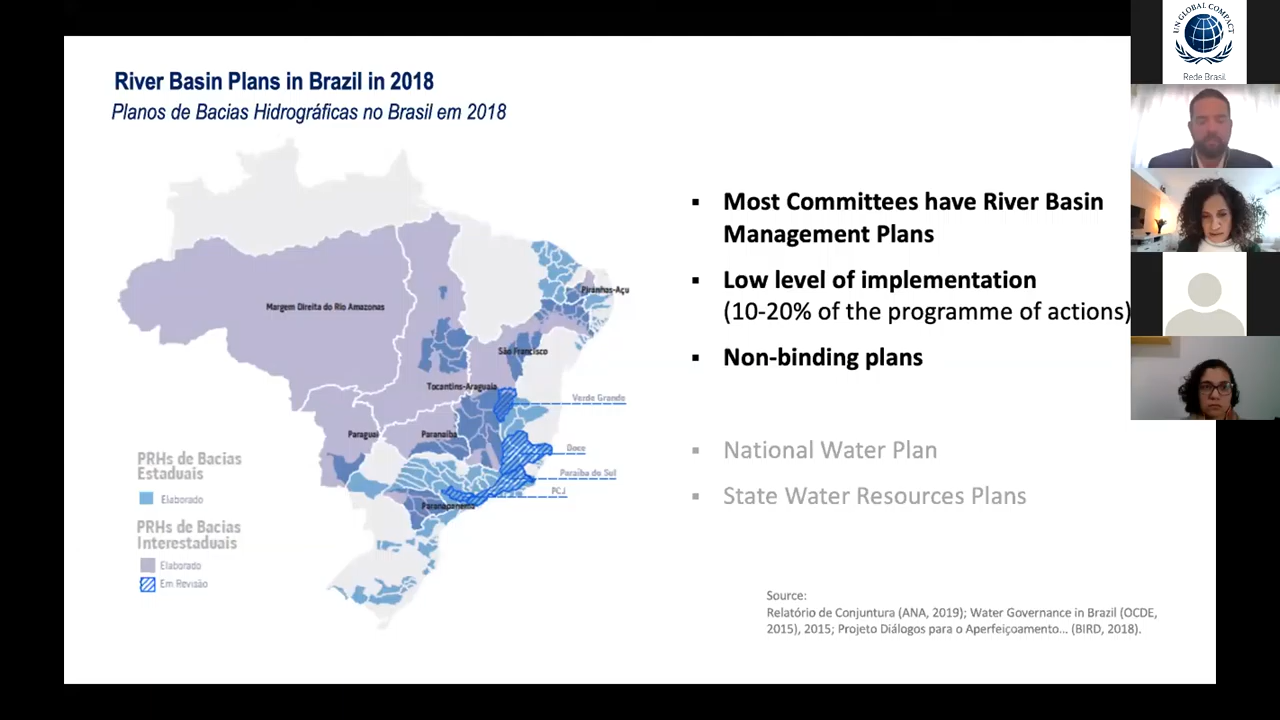 River Basin Plans in Brazil in 2018
Planos de Bacias Hidrográficas no Brasil em 2018
UN GLOBAL COMPACT
Rede Brasil
Margem Direita do Rio Amazonas
Piranhas-Açu
São Francisco
Tocantins-Araguaia
Verde Grande
Paraguai
Paranaíba
Doce
Paraíba do Sul
PCJ
Paranapanema
PRHs de Bacias
Estaduais
Elaborado
PRHs de Bacias
Interestaduais
Elaborado
Em Revisão
▪ Most Committees have River Basin
Management Plans
▪ Low level of implementation
(10-20% of the programme of actions)
▪ Non-binding plans
▪ National Water Plan
▪ State Water Resources Plans
Source:
Relatório de Conjuntura (ANA, 2019); Water Governance in Brazil (OCDE,
2015), 2015; Projeto Diálogos para o Aperfeiçoamento... (BIRD, 2018).